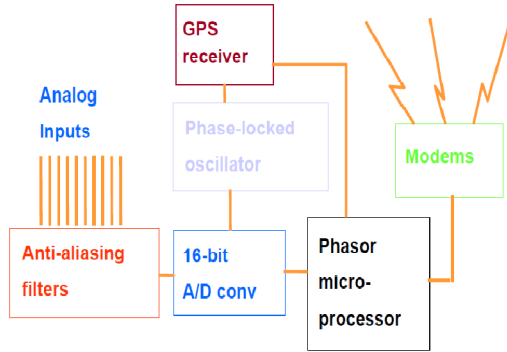 GPS
receiver
Analog
Inputs
Phase-locked
oscillator
Modems
Anti-aliasing
filters
16-bit
A/D conv
Phasor
micro-
processor